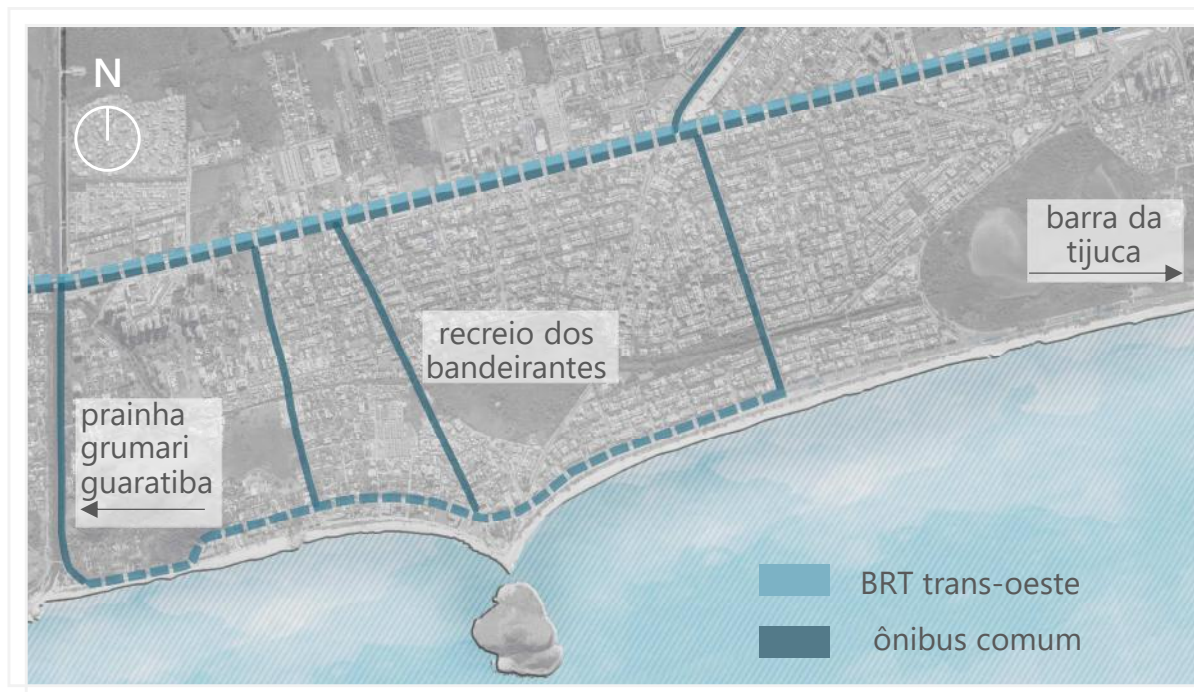 N
barra da
tijuca
recreio dos
bandeirantes
prainha
grumari
guaratiba
BRT trans-oeste
ônibus comum